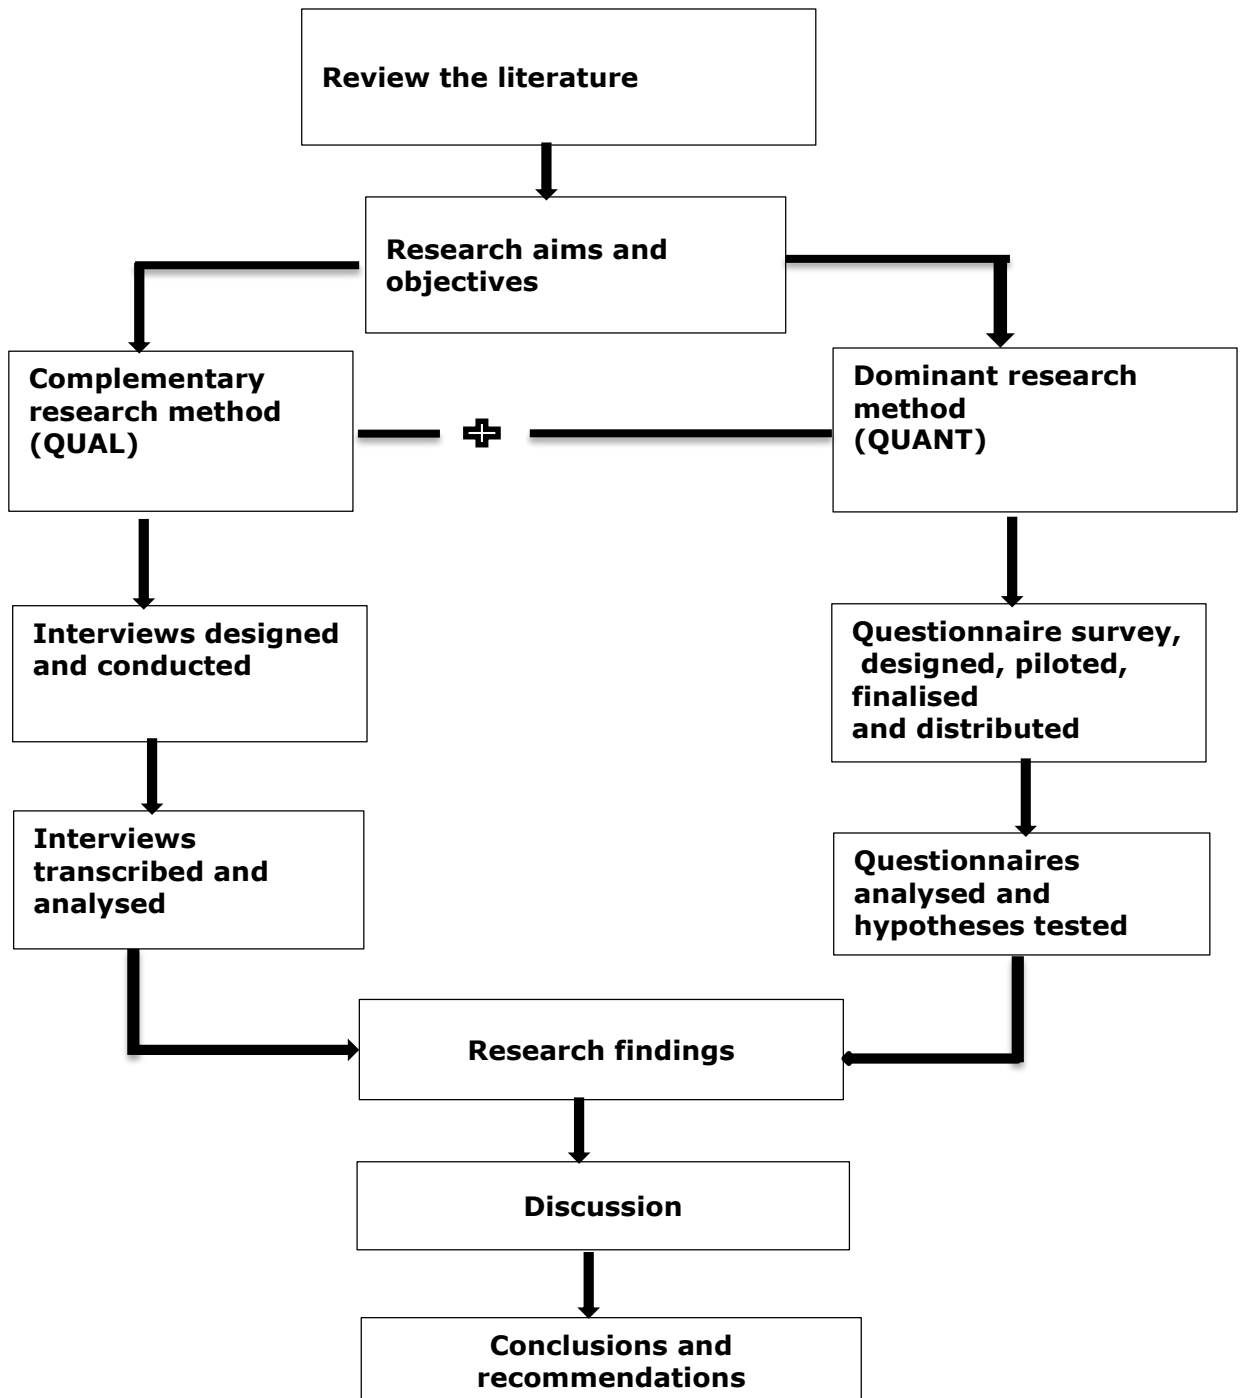 Review the literature
Research aims and
objectives
Complementary
research method
(QUAL)
Dominant research
method
(QUANT)
Interviews designed
and conducted
Questionnaire survey,
designed, piloted,
finalised
and distributed
Interviews
transcribed and
analysed
Questionnaires
analysed and
hypotheses tested
Research findings
Discussion
Conclusions and
recommendations